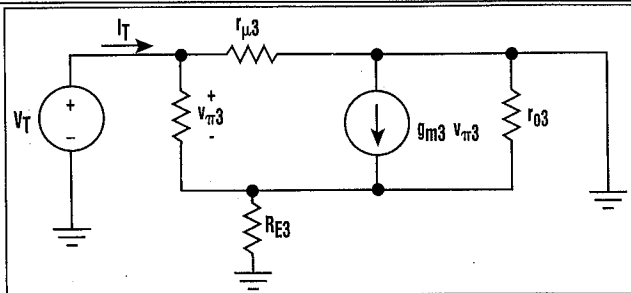 I_T
r_μ3
V_T
+
-
+
v_π3
-
g_m3 v_π3
r_o3
R_E3